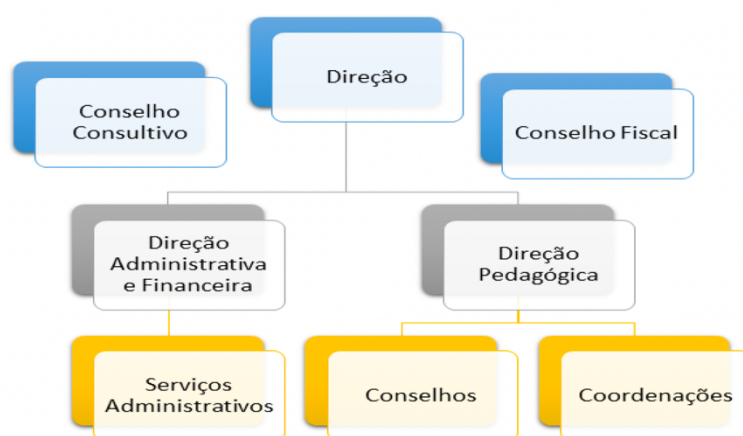 Direção
Conselho
Consultivo
Conselho Fiscal
Direção
Administrativa
e Financeira
Direção
Pedagógica
Serviços
Administrativos
Conselhos
Coordenações